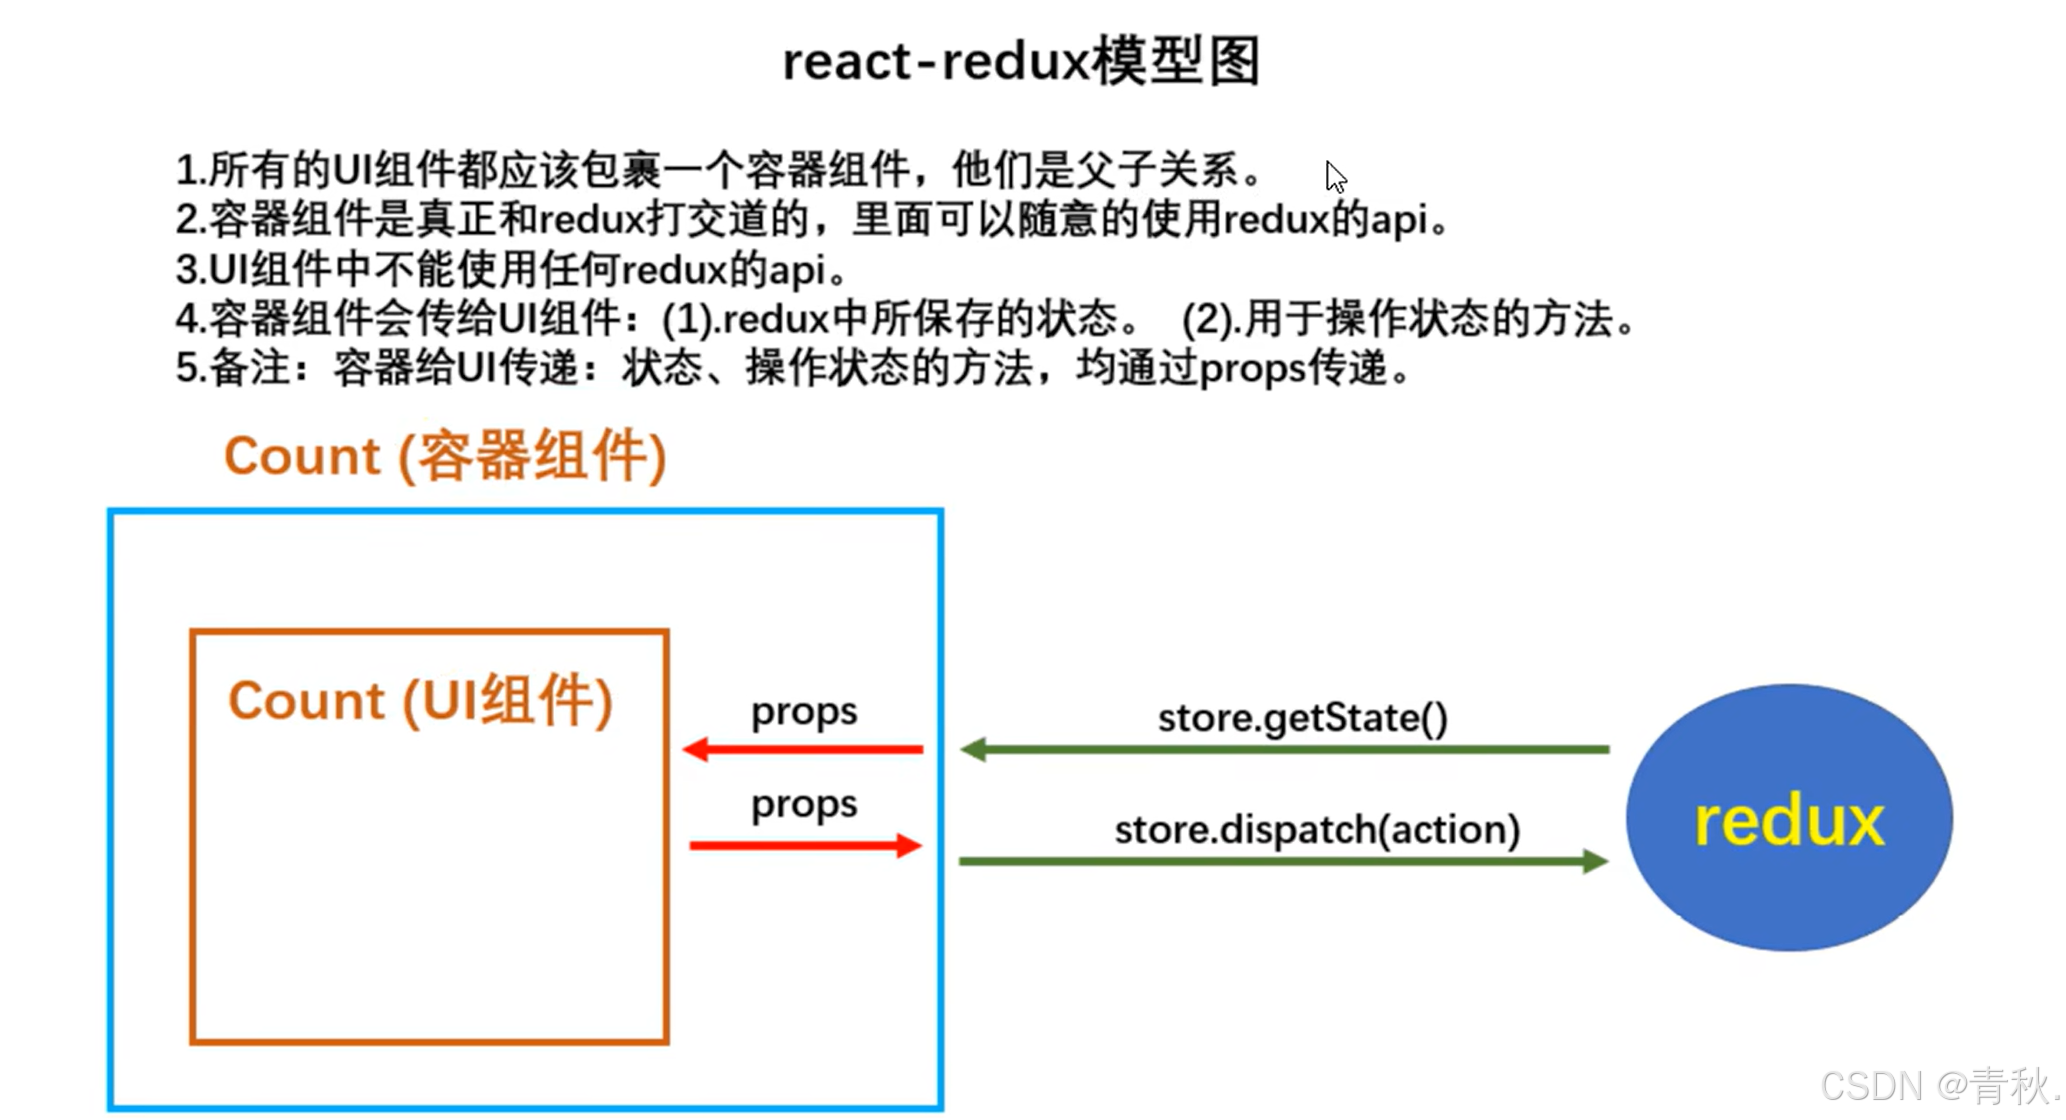 react-redux模型图
1.所有的UI组件都应该包裹一个容器组件，他们是父子关系。
2.容器组件是真正和redux打交道的，里面可以随意的使用redux的api。
3.UI组件中不能使用任何redux的api。
4.容器组件会传给UI组件：(1).redux中所保存的状态。 (2).用于操作状态的方法。
5.备注：容器给UI传递：状态、操作状态的方法，均通过props传递。
Count (容器组件)
Count (UI组件)
props
store.getState()
props
store.dispatch(action)
redux
CSDN @青秋.